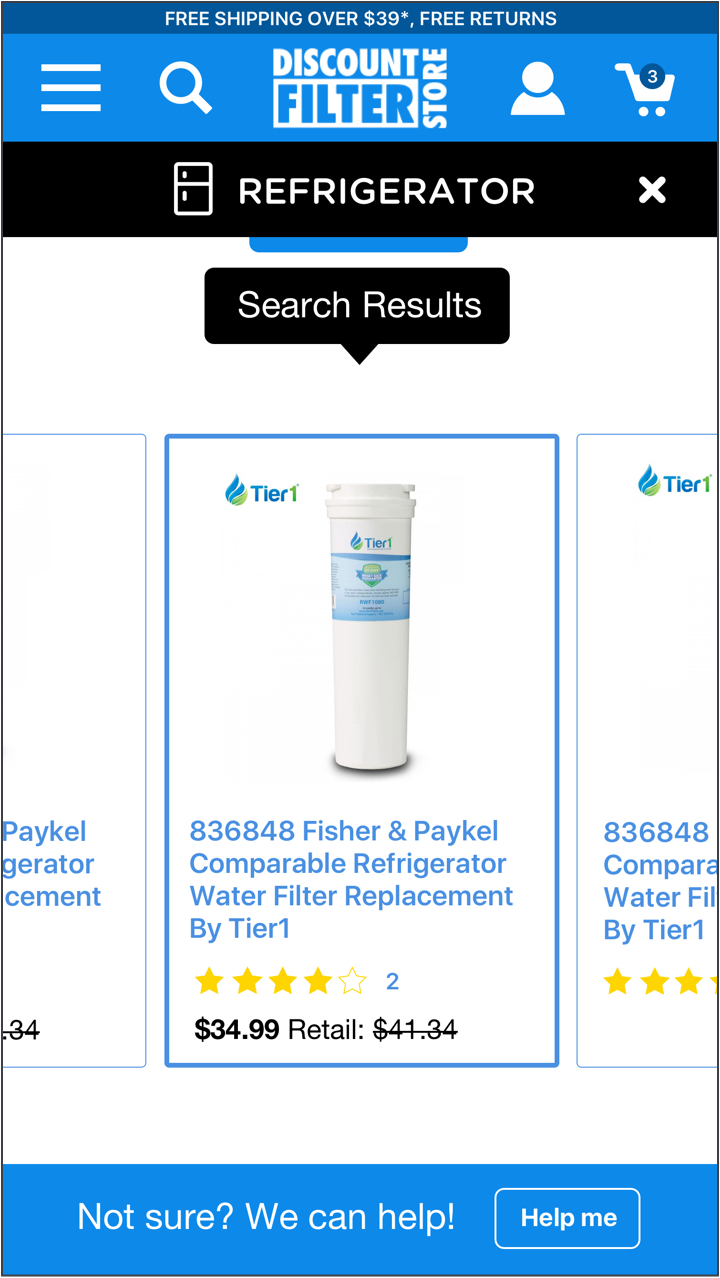 FREE SHIPPING OVER $39*, FREE RETURNS
DISCOUNT
FILTER
STORE
3
REFRIGERATOR
Search Results
Tier1
Tier1
RWF1060
Tier1
Paykel
gerator
cement
.34
836848 Fisher & Paykel
Comparable Refrigerator
Water Filter Replacement
By Tier1
2
$34.99 Retail: $41.34
836848
Compara
Water Fil
By Tier1
Not sure? We can help!
Help me